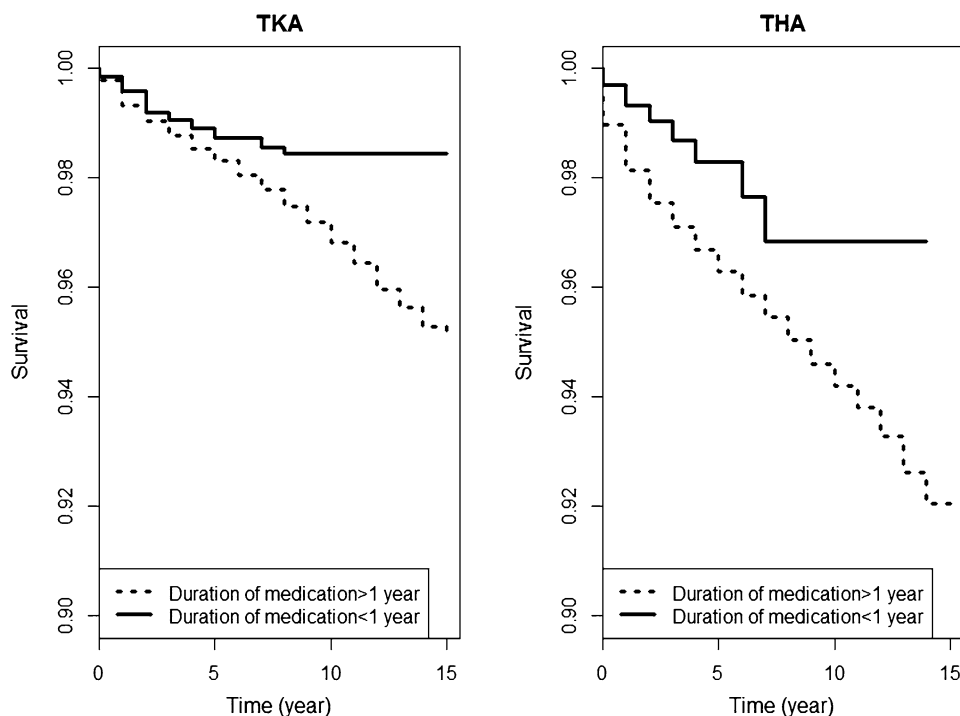 TKA
Survival
1.00
0.98
0.96
0.94
0.92
0.90
Duration of medication>1 year
Duration of medication<1 year
0 5 10 15
Time (year)
THA
Survival
1.00
0.98
0.96
0.94
0.92
0.90
Duration of medication>1 year
Duration of medication<1 year
0 5 10 15
Time (year)